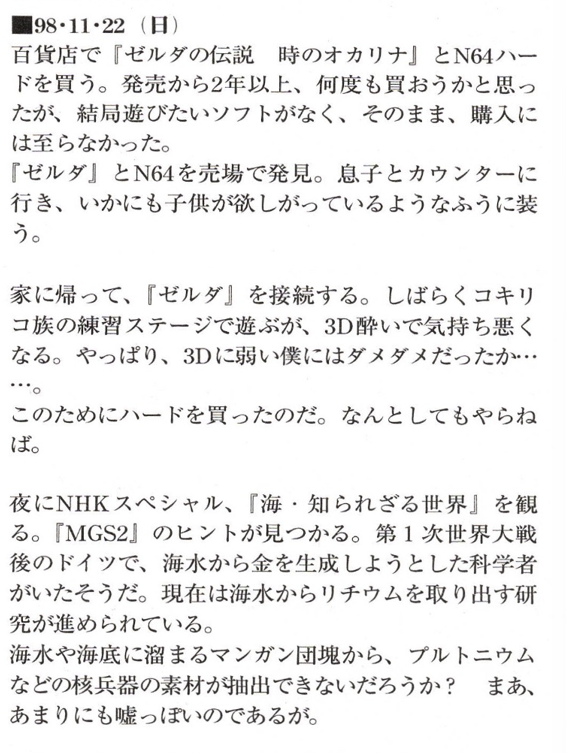 ■98・11・22（日）
百貨店で『ゼルダの伝説　時のオカリナ』とN64ハー
ドを買う。発売から2年以上、何度も買おうかと思っ
たが、結局遊びたいソフトがなく、そのまま、購入に
は至らなかった。
『ゼルダ』とN64を売場で発見。息子とカウンターに
行き、いかにも子供が欲しがっているようなふうに装
う。
家に帰って、『ゼルダ』を接続する。しばらくコキリ
コ族の練習ステージで遊ぶが、3D酔いで気持ち悪く
なる。やっぱり、3Dに弱い僕にはダメダメだったか…
…。
このためにハードを買ったのだ。なんとしてもやらね
ば。
夜にNHKスペシャル、『海・知られざる世界』を観
る。『MGS2』のヒントが見つかる。第1次世界大戦
後のドイツで、海水から金を生成しようとした科学者
がいたそうだ。現在は海水からリチウムを取り出す研
究が進められている。
海水や海底に溜まるマンガン団塊から、プルトニウム
などの核兵器の素材が抽出できないだろうか？　まあ、
あまりにも嘘っぽいのであるが。